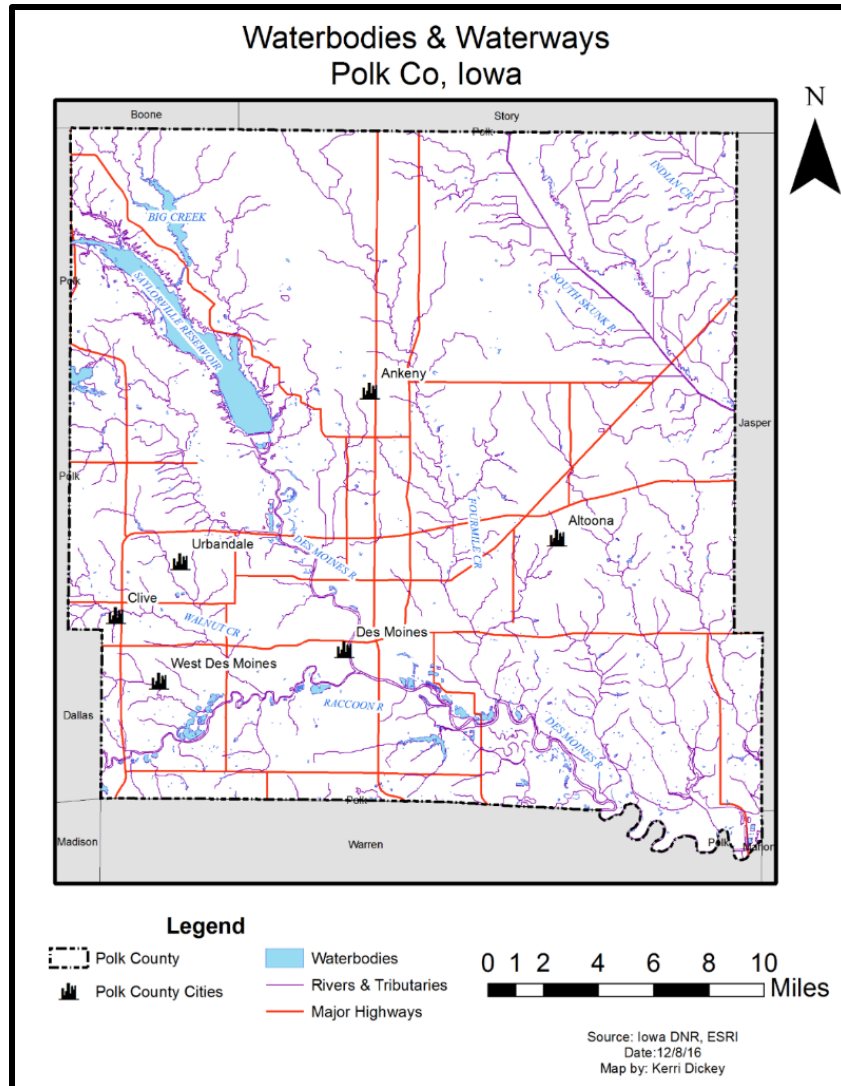 Waterbodies & Waterways
Polk Co, Iowa
N
Boone
Story
Polk
INDIAN CR
BIG CREEK
Polk
SAYLORVILLE RESERVOIR
SOUTH SKUNK R
Ankeny
Jasper
Polk
FOURMILE CR
Altoona
Urbandale
DES MOINES R
Clive
WALNUT CR
Des Moines
West Des Moines
RACCOON R
Dallas
DES MOINES R
Polk
Madison
Warren
Polk
Marion
Legend
Polk County
Polk County Cities
Waterbodies
Rivers & Tributaries
Major Highways
0 1 2 4 6 8 10
Miles
Source: Iowa DNR, ESRI
Date:12/8/16
Map by: Kerri Dickey